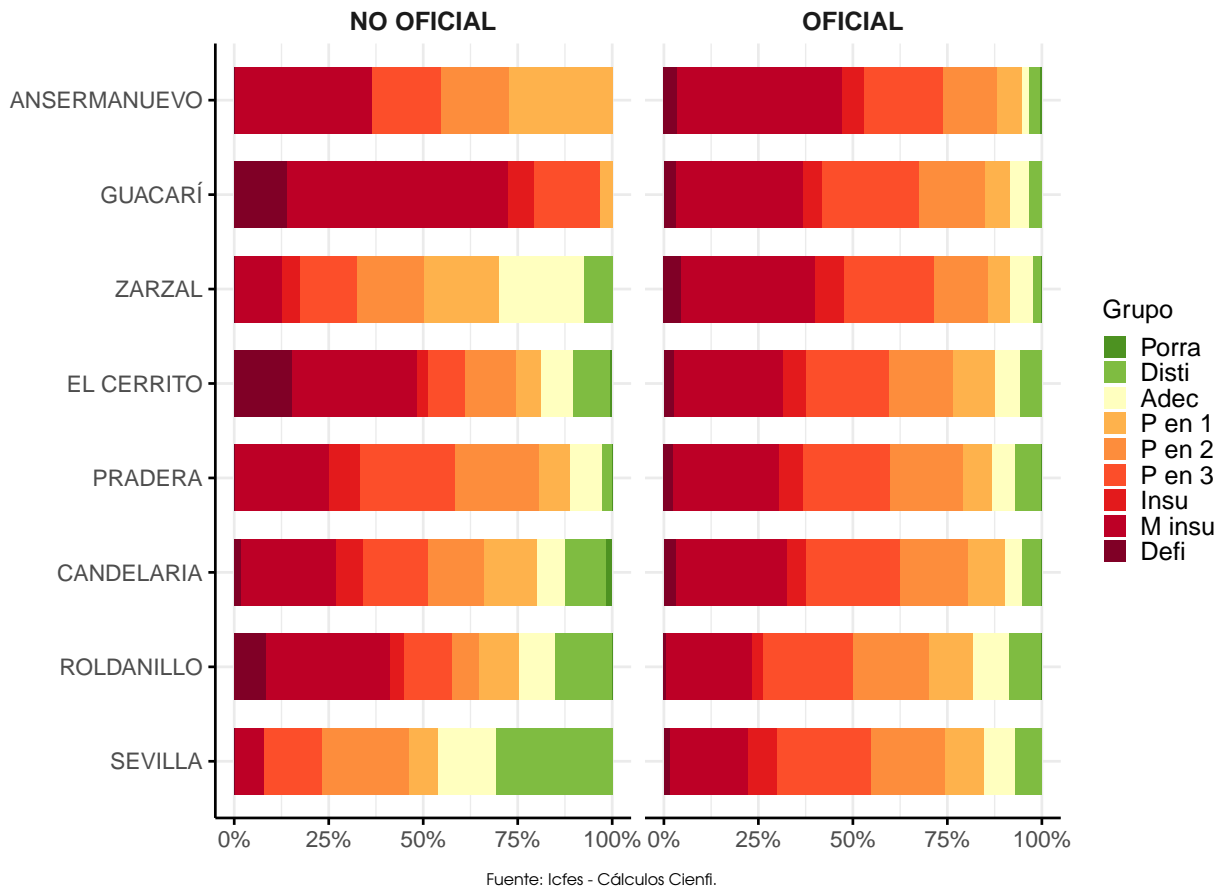 NO OFICIAL
OFICIAL
ANSERMANUEVO
GUACARÍ
ZARZAL
EL CERRITO
PRADERA
CANDELARIA
ROLDANILLO
SEVILLA
0%
25%
50%
75%
100%
0%
25%
50%
75%
100%
Grupo
Porra
Disti
Adec
P en 1
P en 2
P en 3
Insu
M insu
Defi
Fuente: Icfes - Cálculos Cienfi.